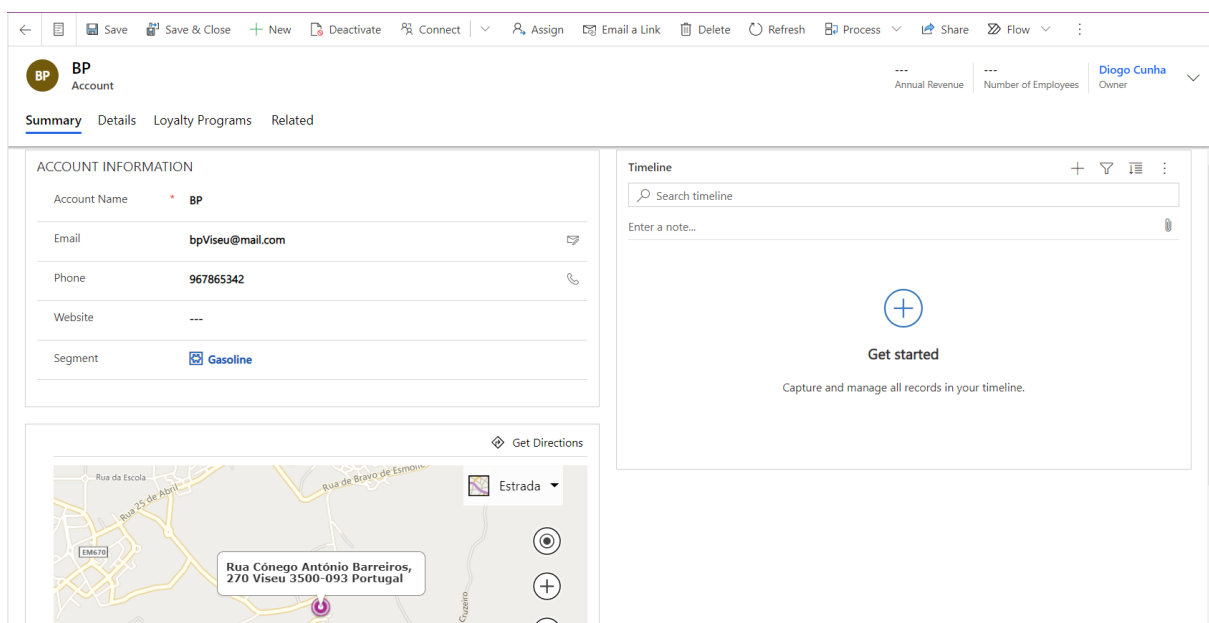 Save Save & Close New Deactivate Connect Assign Email a Link Delete Refresh Process Share Flow
BP
BP
Account
---
Annual Revenue
---
Number of Employees
Diogo Cunha
Owner
Summary Details Loyalty Programs Related
ACCOUNT INFORMATION
Account Name * BP
Email bpViseu@mail.com
Phone 967865342
Website ---
Segment Gasoline
Timeline
Search timeline
Enter a note...
Get started
Capture and manage all records in your timeline.
Get Directions
Estrada
Rua da Escola
Rua 25 de Abril
Rua de Bravo de Esmol
EM670
Rua Cónego António Barreiros,
270 Viseu 3500-093 Portugal
Cruzeiro